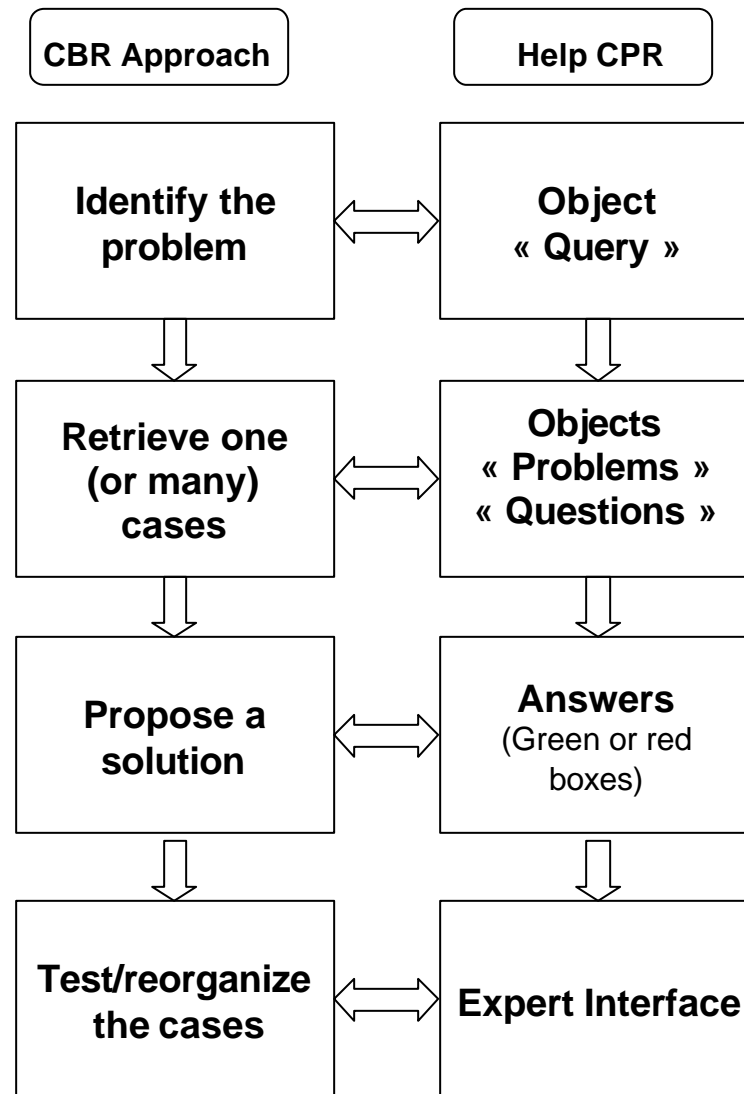 CBR Approach
Help CPR
Identify the
problem
Object
« Query »
Retrieve one
(or many)
cases
Objects
« Problems »
« Questions »
Propose a
solution
Answers
(Green or red
boxes)
Test/reorganize
the cases
Expert Interface